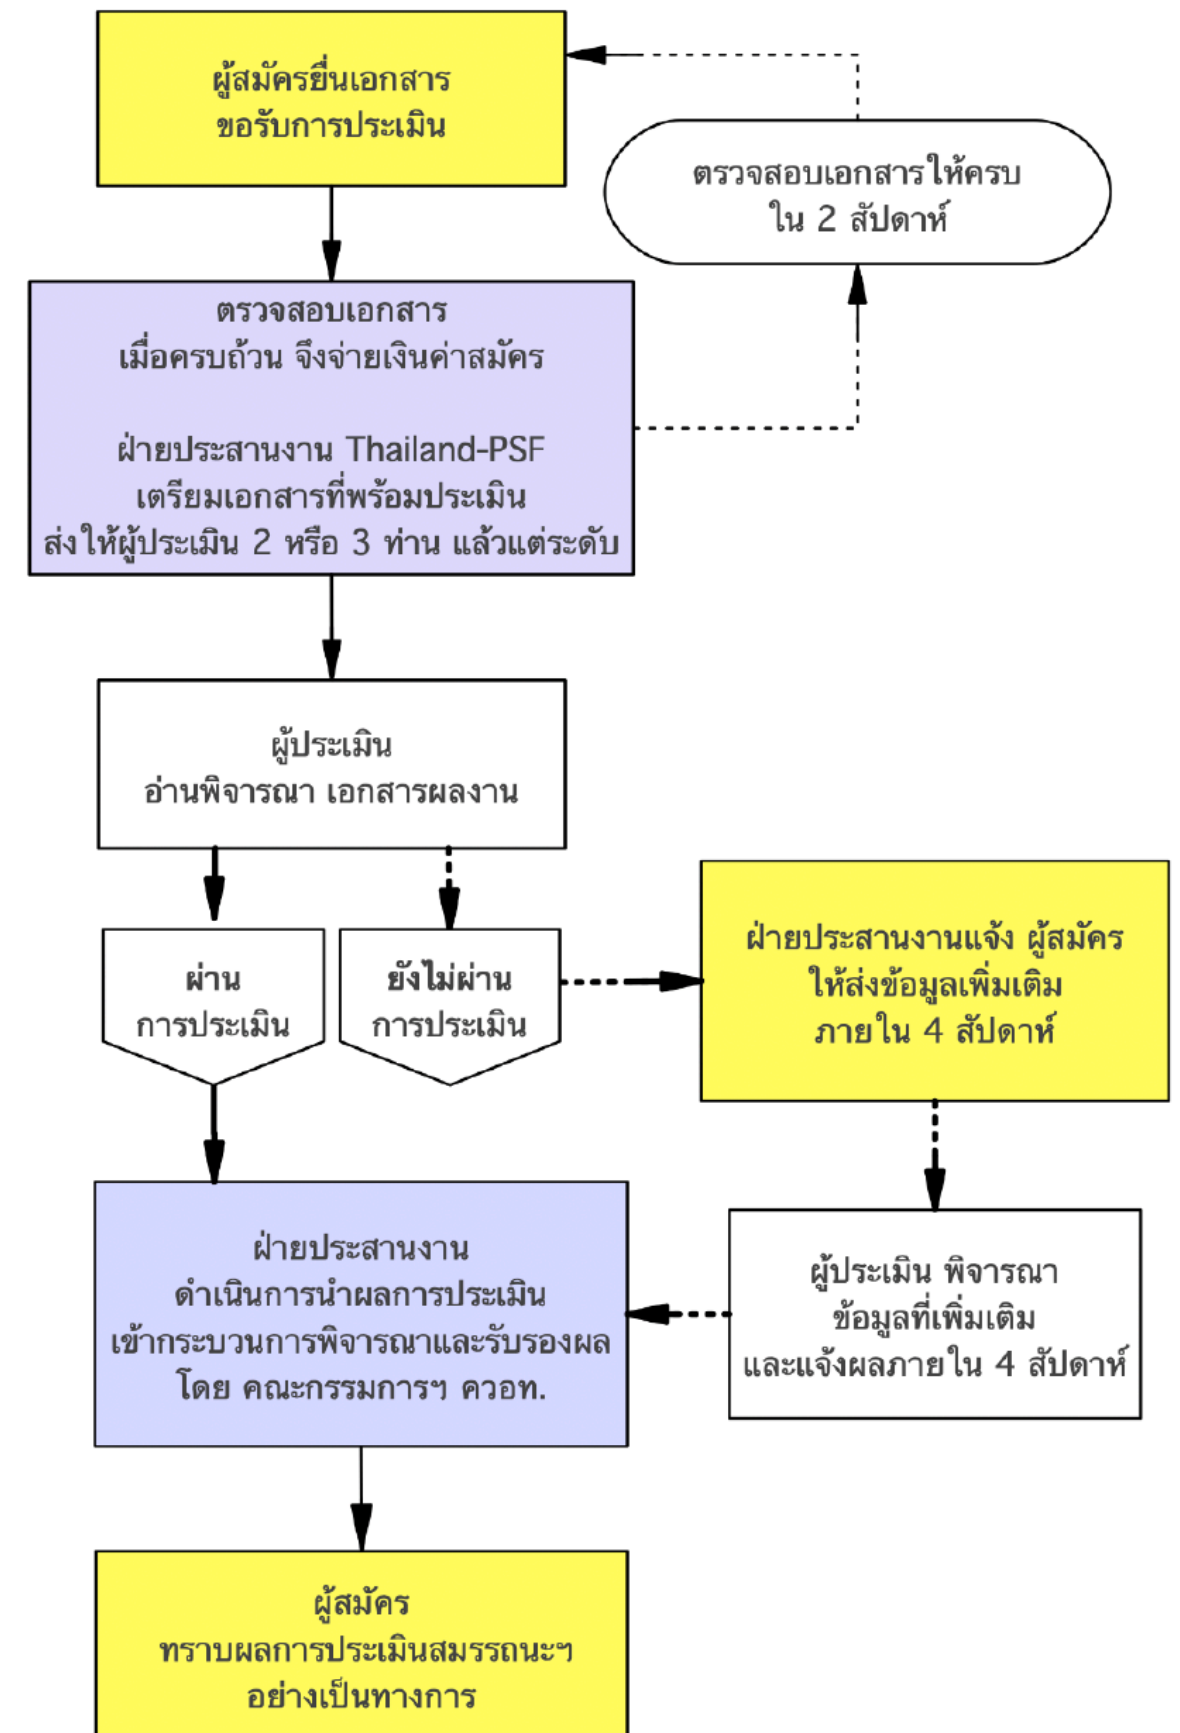 ผู้สมัครยื่นเอกสาร
ขอรับการประเมิน
ตรวจสอบเอกสารให้ครบ
ใน 2 สัปดาห์
ตรวจสอบเอกสาร
เมื่อครบถ้วน จึงจ่ายเงินค่าสมัคร
ฝ่ายประสานงาน Thailand-PSF
เตรียมเอกสารที่พร้อมประเมิน
ส่งให้ผู้ประเมิน 2 หรือ 3 ท่าน แล้วแต่ระดับ
ผู้ประเมิน
อ่านพิจารณา เอกสารผลงาน
ผ่าน
การประเมิน
ยังไม่ผ่าน
การประเมิน
ฝ่ายประสานงานแจ้ง ผู้สมัคร
ให้ส่งข้อมูลเพิ่มเติม
ภายใน 4 สัปดาห์
ผู้ประเมิน พิจารณา
ข้อมูลที่เพิ่มเติม
และแจ้งผลภายใน 4 สัปดาห์
ฝ่ายประสานงาน
ดำเนินการนำผลการประเมิน
เข้ากระบวนการพิจารณาและรับรองผล
โดย คณะกรรมการฯ ควอท.
ผู้สมัคร
ทราบผลการประเมินสมรรถนะฯ
อย่างเป็นทางการ